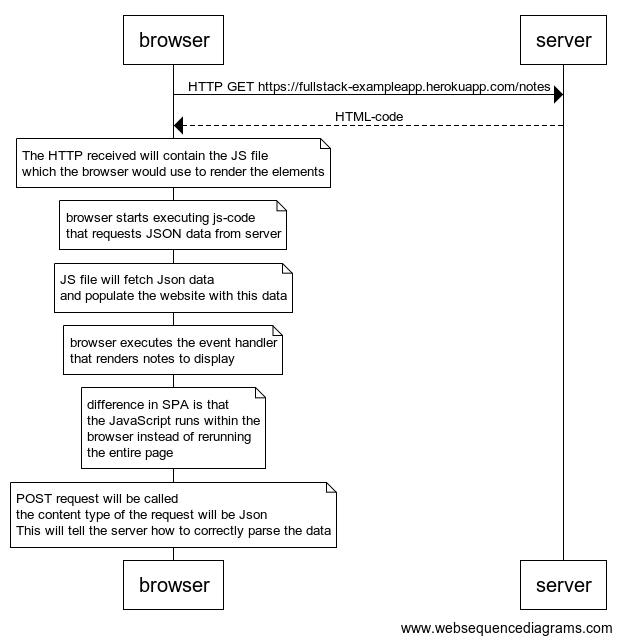 browser
server
HTTP GET https://fullstack-exampleapp.herokuapp.com/notes
HTML-code
The HTTP received will contain the JS file
which the browser would use to render the elements
browser starts executing js-code
that requests JSON data from server
JS file will fetch Json data
and populate the website with this data
browser executes the event handler
that renders notes to display
difference in SPA is that
the JavaScript runs within the
browser instead of rerunning
the entire page
POST request will be called
the content type of the request will be Json
This will tell the server how to correctly parse the data
browser
server
www.websequencediagrams.com